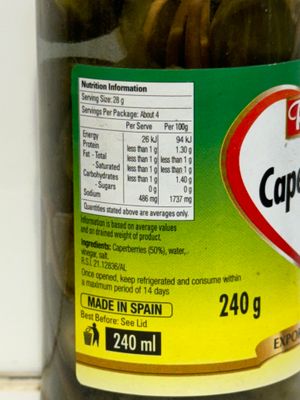 Nutrition Information
Serving Size: 28 g
Servings Per Package: About 4
Per Serve Per 100g
Energy 26 kJ 94 kJ
Protein less than 1 g 1.30 g
Fat - Total less than 1 g less than 1 g
- Saturated less than 1 g less than 1 g
Carbohydrates less than 1 g 1.40 g
- Sugars 0 g 0 g
Sodium 486 mg 1737 mg
Quantities stated above are averages only.
Information is based on average values
and on drained weight of product.
Ingredients: Caperberries (50%), water,
vinegar, salt.
R.S.I. 21.12836/AL
Once opened, keep refrigerated and consume within
a maximum period of 14 days
MADE IN SPAIN
Best Before: See Lid
240 ml
240 g
Cape
EXPO